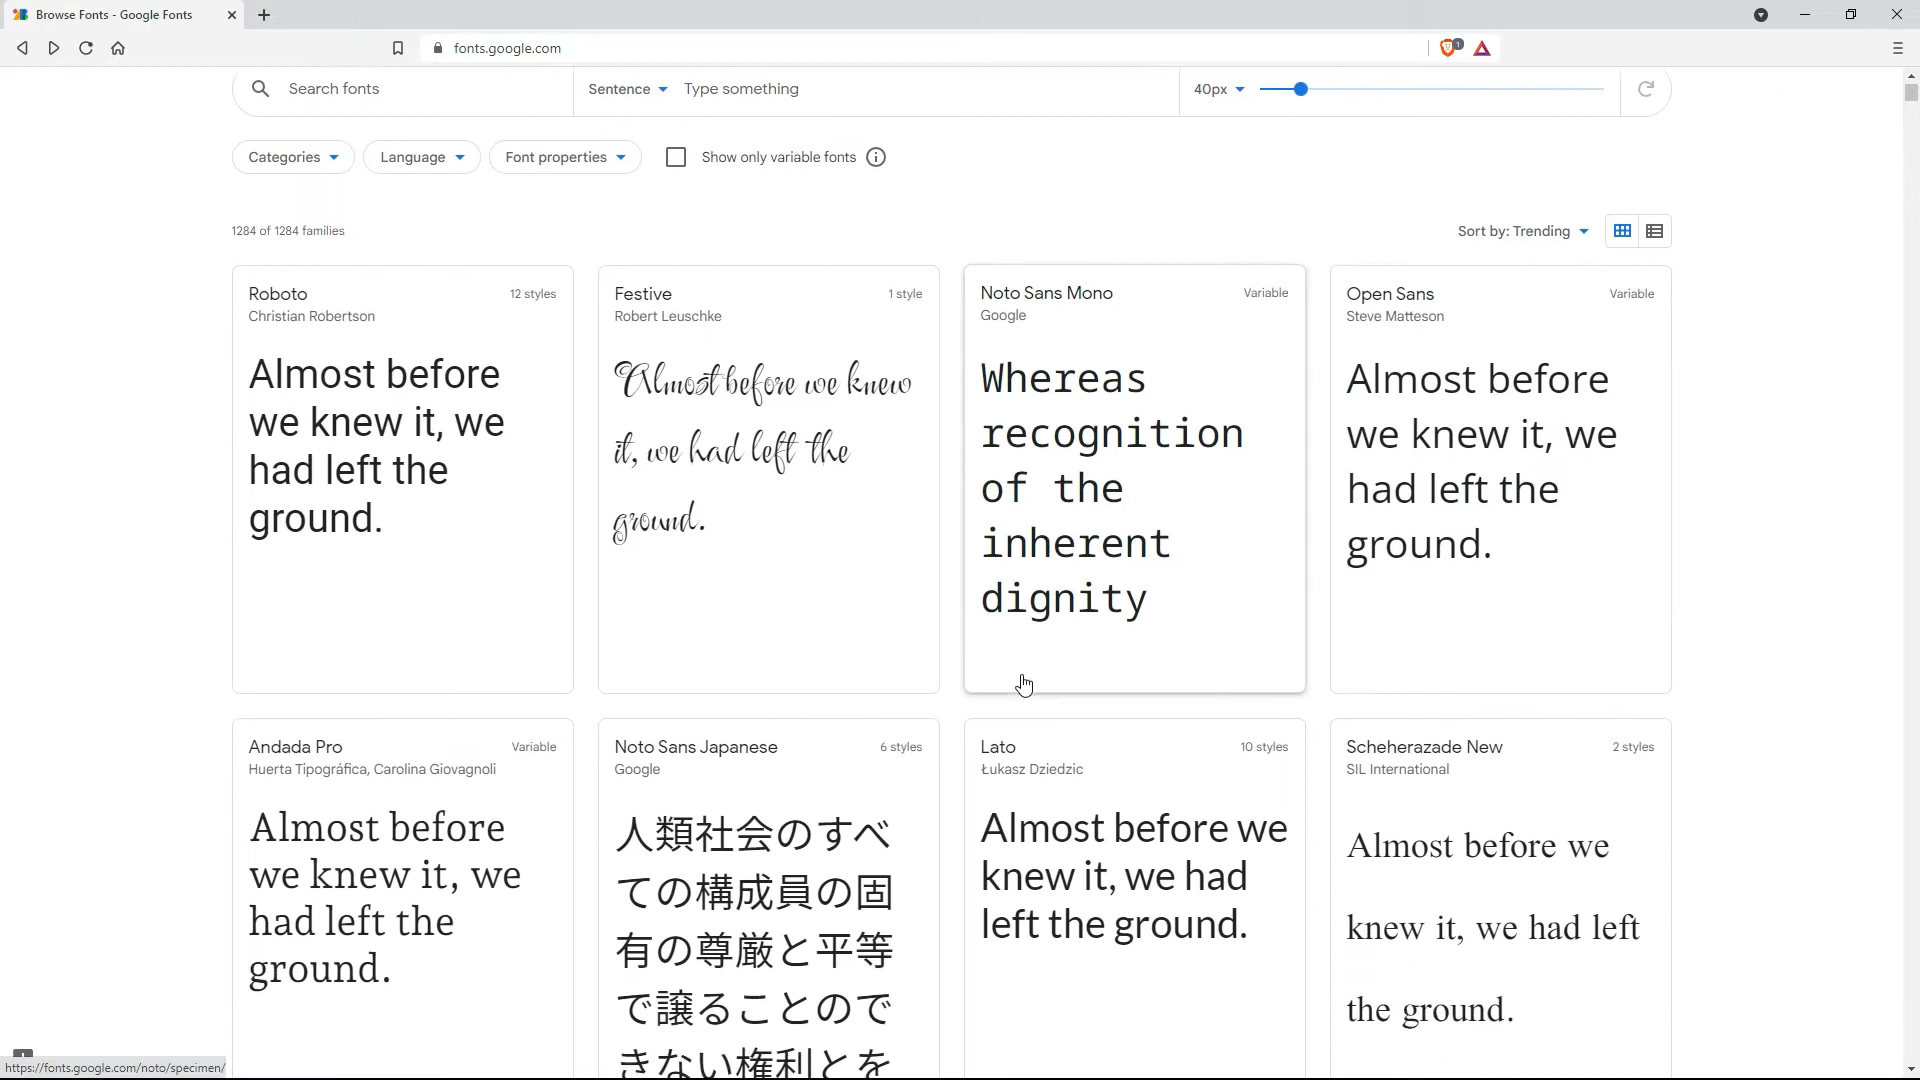 Browse Fonts - Google Fonts
fonts.google.com
1
Search fonts
Sentence
Type something
40px
Categories
Language
Font properties
Show only variable fonts
1284 of 1284 families
Sort by: Trending
Roboto
12 styles
Christian Robertson
Almost before
we knew it, we
had left the
ground.
Festive
1 style
Robert Leuschke
Almost before we knew
it, we had left the
ground.
Noto Sans Mono
Variable
Google
Whereas
recognition
of the
inherent
dignity
Open Sans
Variable
Steve Matteson
Almost before
we knew it, we
had left the
ground.
Andada Pro
Variable
Huerta Tipográfica, Carolina Giovagnoli
Almost before
we knew it, we
had left the
ground.
Noto Sans Japanese
6 styles
Google
人類社会のすべ
ての構成員の固
有の尊厳と平等
で譲ることので
きない権利とを
Lato
10 styles
Łukasz Dziedzic
Almost before we
knew it, we had
left the ground.
Scheherazade New
2 styles
SIL International
Almost before we
knew it, we had left
the ground.
https://fonts.google.com/noto/specimen/